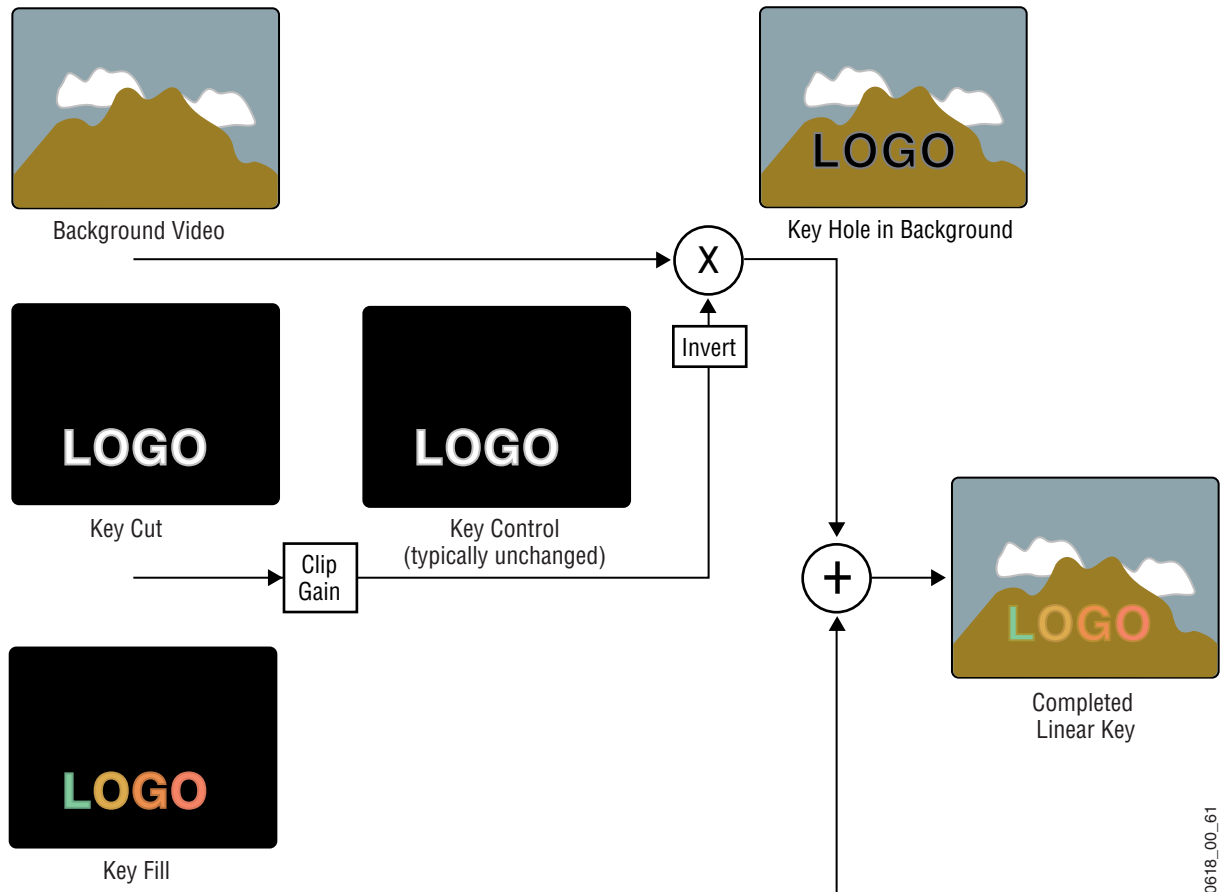 LOGO
Background Video
Key Hole in Background
X
Invert
LOGO
LOGO
Key Cut
Key Control
(typically unchanged)
Clip
Gain
+
LOGO
Completed
Linear Key
LOGO
Key Fill
0618_00_61